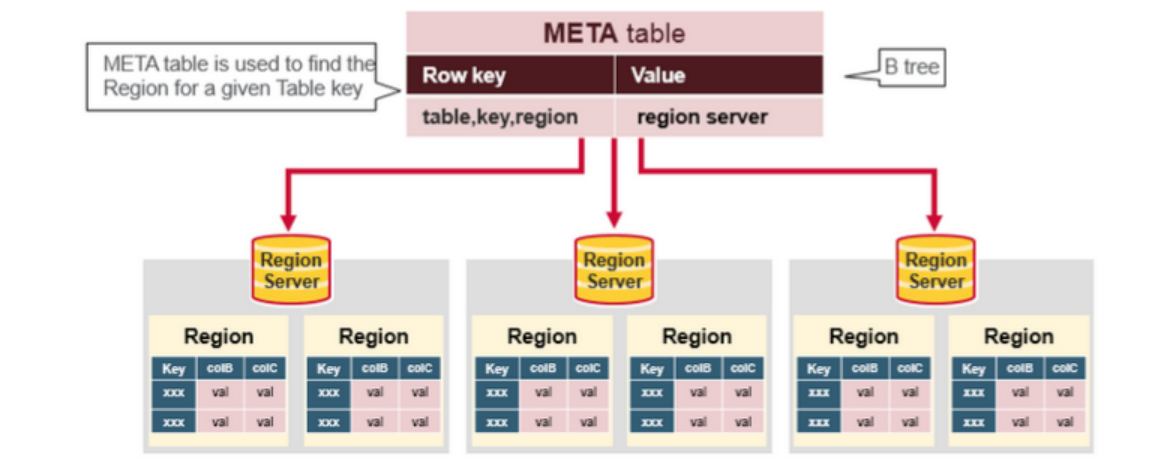 META table
META table is used to find the
Region for a given Table key
Row key Value
B tree
table,key,region region server
Region
Server
Region
Server
Region
Server
Region Region Region Region Region Region
Key colB colC Key colB colC Key colB colC Key colB colC Key colB colC Key colB colC
xxx val val xxx val val xxx val val xxx val val xxx val val xxx val val
xxx val val xxx val val xxx val val xxx val val xxx val val xxx val val